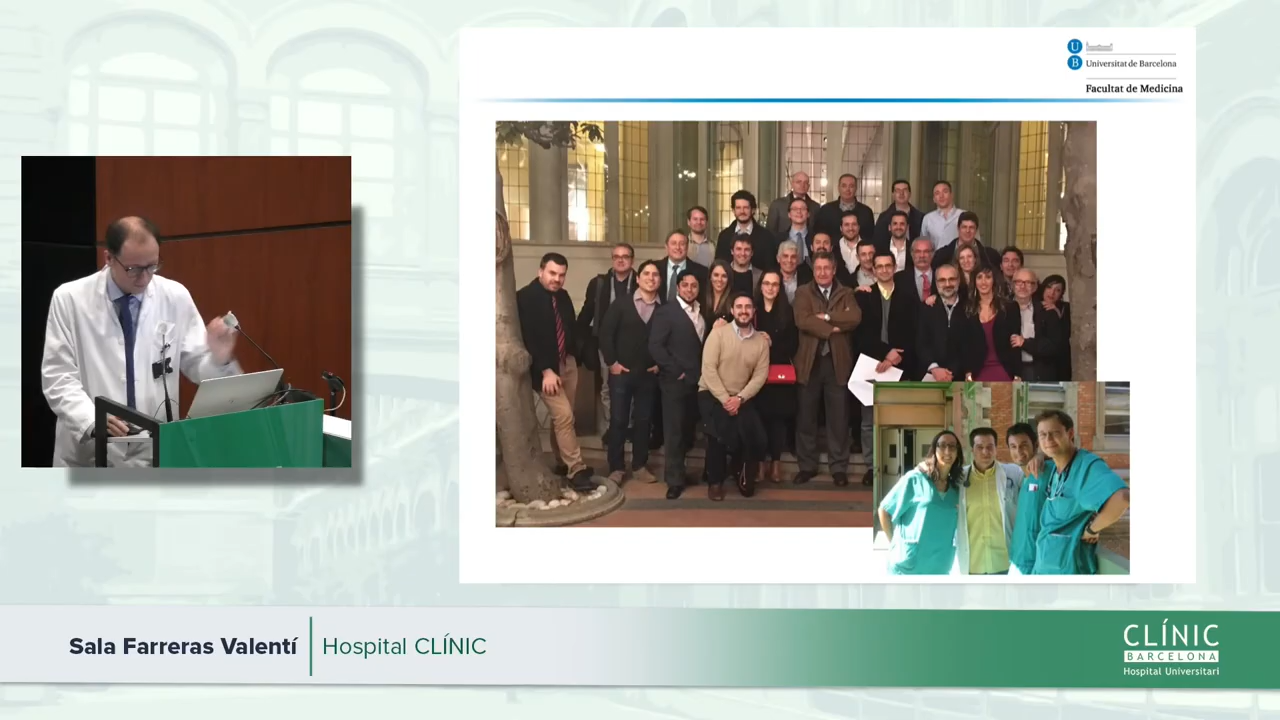 U
B
Universitat de Barcelona
Facultat de Medicina
Sala Farreras Valentí
Hospital CLÍNIC
CLÍNIC
BARCELONA
Hospital Universitari